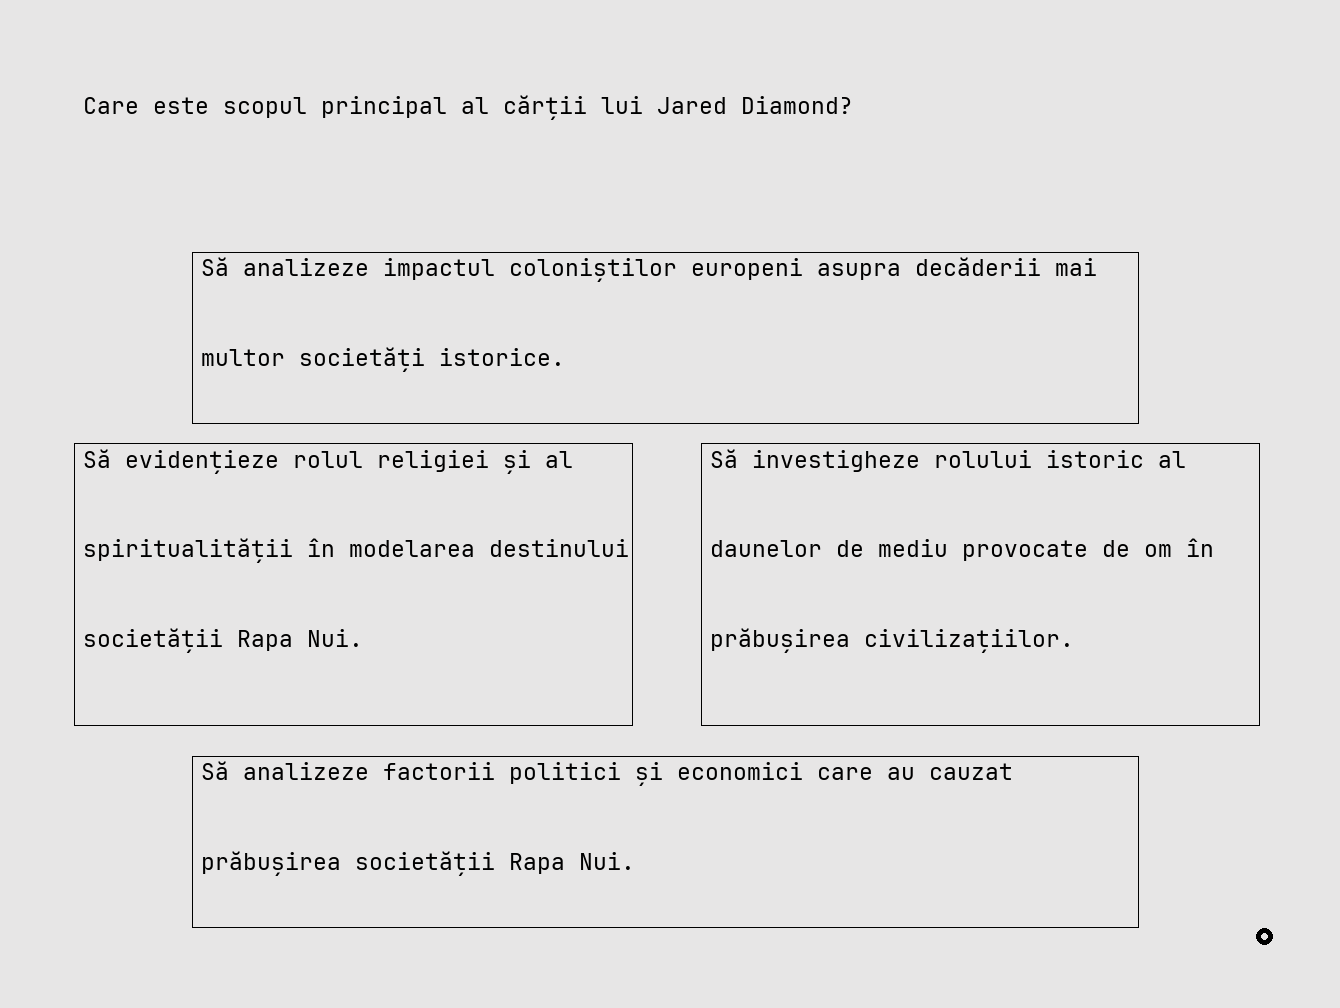 Care este scopul principal al cărții lui Jared Diamond?
Să analizeze impactul coloniștilor europeni asupra decăderii mai
multor societăți istorice.
Să evidențieze rolul religiei și al
spiritualității în modelarea destinului
societății Rapa Nui.
Să investigheze rolului istoric al
daunelor de mediu provocate de om în
prăbușirea civilizațiilor.
Să analizeze factorii politici și economici care au cauzat
prăbușirea societății Rapa Nui.